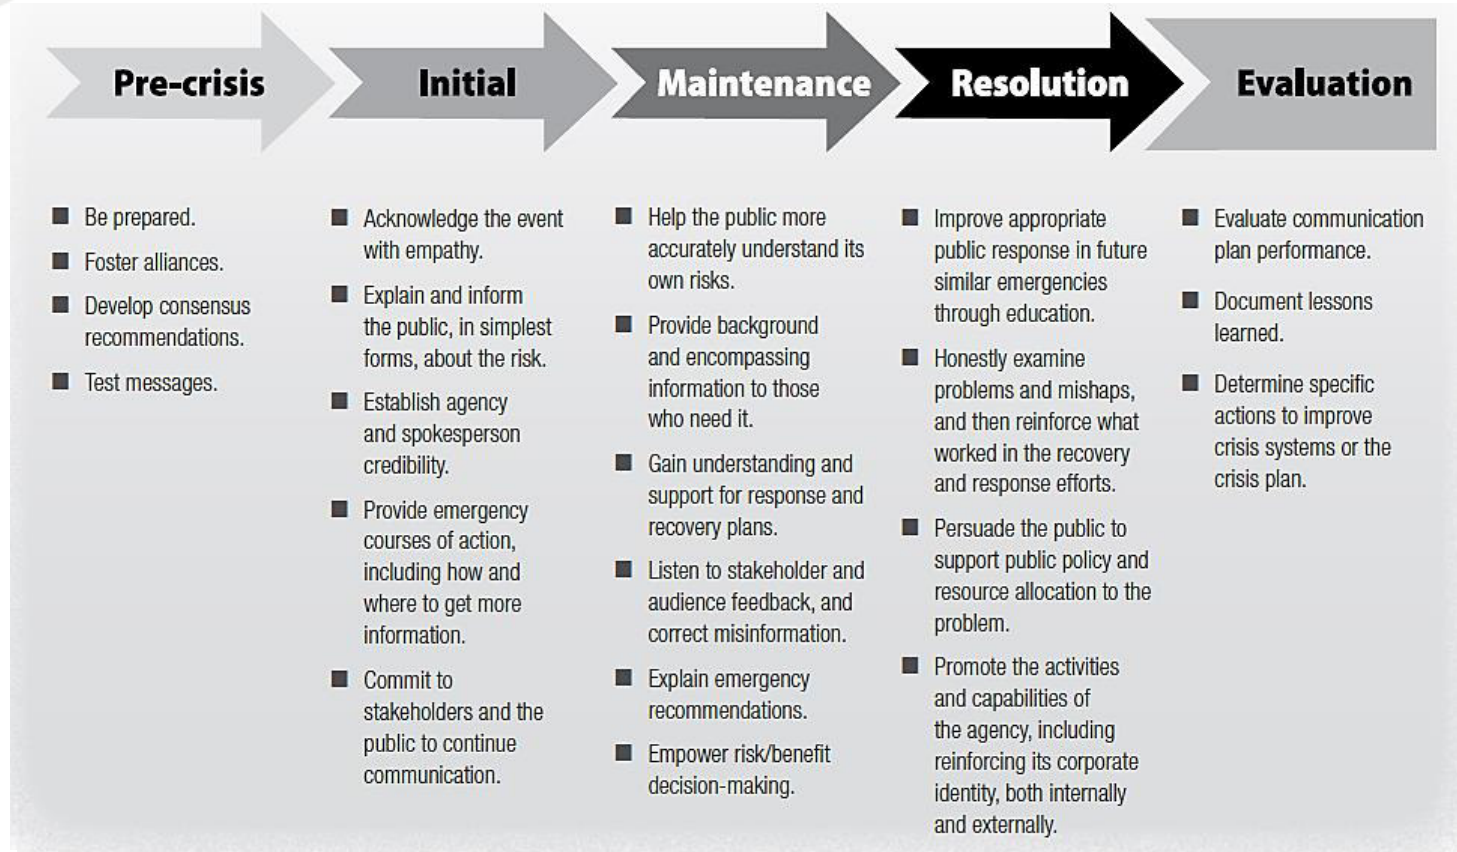 Pre-crisis
Initial
Maintenance
Resolution
Evaluation
■ Be prepared.
■ Foster alliances.
■ Develop consensus
recommendations.
■ Test messages.
■ Acknowledge the event
with empathy.
■ Explain and inform
the public, in simplest
forms, about the risk.
■ Establish agency
and spokesperson
credibility.
■ Provide emergency
courses of action,
including how and
where to get more
information.
■ Commit to
stakeholders and the
public to continue
communication.
■ Help the public more
accurately understand its
own risks.
■ Provide background
and encompassing
information to those
who need it.
■ Gain understanding and
support for response and
recovery plans.
■ Listen to stakeholder and
audience feedback, and
correct misinformation.
■ Explain emergency
recommendations.
■ Empower risk/benefit
decision-making.
■ Improve appropriate
public response in future
similar emergencies
through education.
■ Honestly examine
problems and mishaps,
and then reinforce what
worked in the recovery
and response efforts.
■ Persuade the public to
support public policy and
resource allocation to the
problem.
■ Promote the activities
and capabilities of
the agency, including
reinforcing its corporate
identity, both internally
and externally.
■ Evaluate communication
plan performance.
■ Document lessons
learned.
■ Determine specific
actions to improve
crisis systems or the
crisis plan.